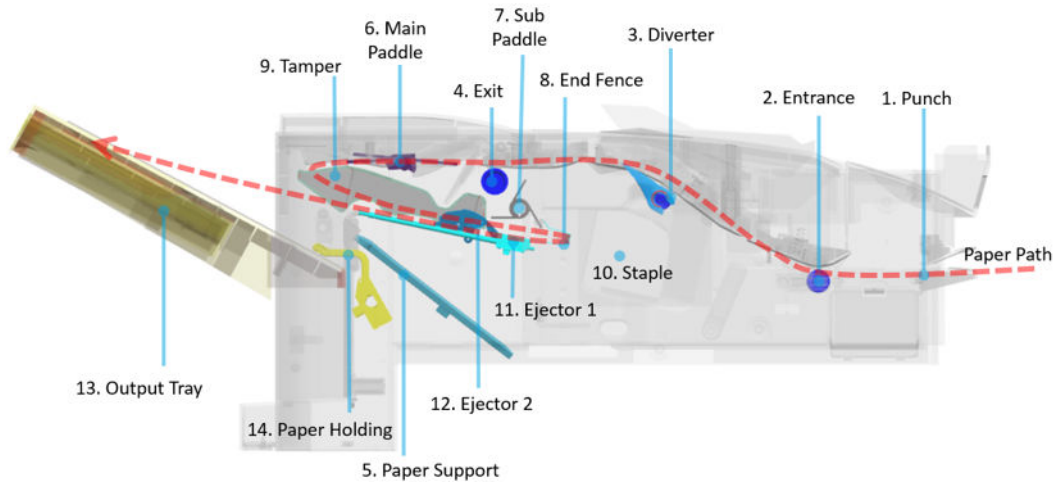 7. Sub
Paddle
6. Main
Paddle
3. Diverter
9. Tamper
4. Exit
8. End Fence
2. Entrance
1. Punch
Paper Path
10. Staple
11. Ejector 1
13. Output Tray
12. Ejector 2
14. Paper Holding
5. Paper Support